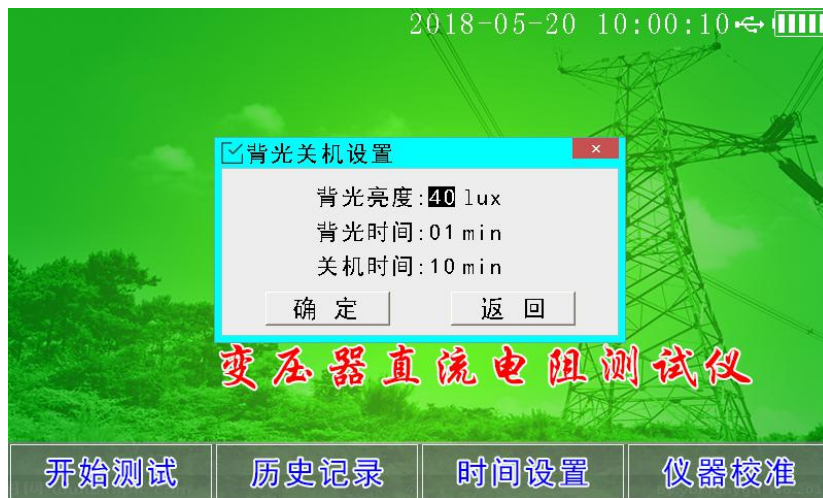 2018-05-20 10:00:10
背光关机设置
背光亮度:40 lux
背光时间:01 min
关机时间:10 min
确 定 返 回
变压器直流电阻测试仪
开始测试 历史记录 时间设置 仪器校准